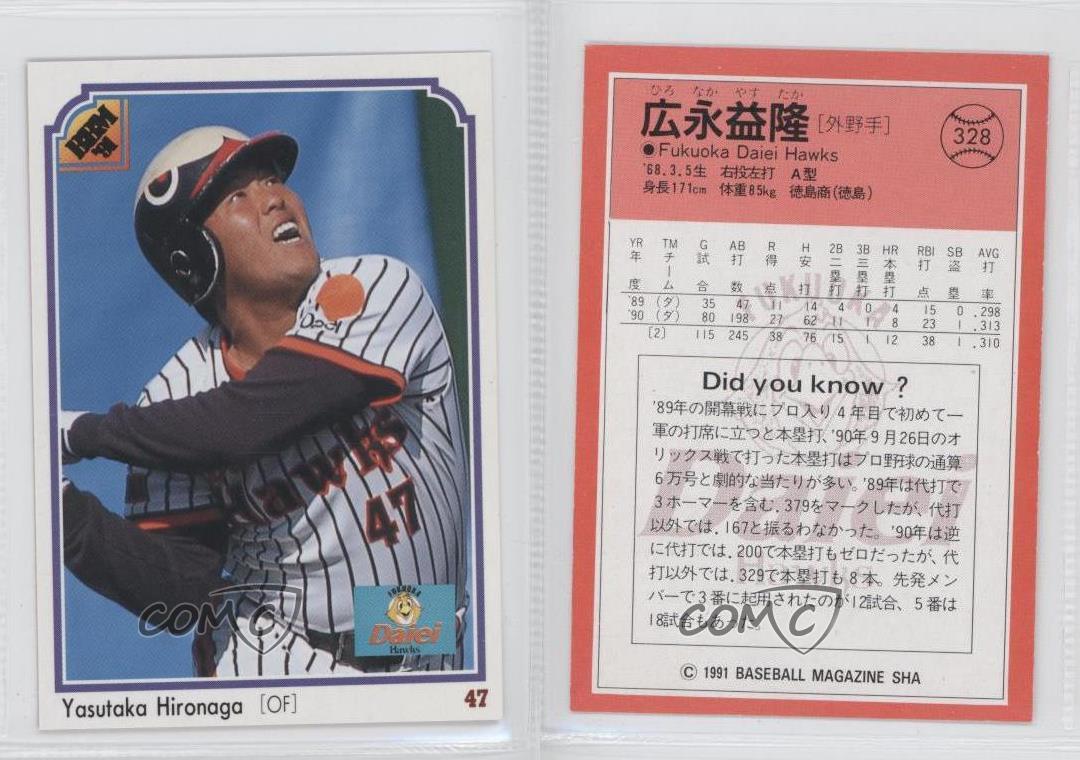 BBM '91
Daiei
Hawks
47
FUKUOKA
Daiei
Hawks
Yasutaka Hironaga [OF]
47
COMC
ひろ なか やす たか
広永益隆 [外野手]
328
●Fukuoka Daiei Hawks
'68.3.5生 右投左打 A型
身長171cm 体重85kg 徳島商(徳島)
YR TM G AB R H 2B 3B HR RBI SB AVG
年度 チーム 試合 打数 得点 安打 二塁打 三塁打 本塁打 打点 盗塁 打率
'89 (ダ) 35 47 11 14 4 0 4 15 0 .298
'90 (ダ) 80 198 27 62 11 1 8 23 1 .313
[2] 115 245 38 76 15 1 12 38 1 .310
FUKUOKA
Daiei
Hawks
Did you know ?
'89年の開幕戦にプロ入り4年目で初めて一
軍の打席に立つと本塁打、'90年9月26日のオ
リックス戦で打った本塁打はプロ野球の通算
6万号と劇的な当たりが多い。'89年は代打で
3ホーマーを含む.379をマークしたが、代打
以外では.167と振るわなかった。'90年は逆
に代打では.200で本塁打もゼロだったが、代
打以外では.329で本塁打も8本。先発メン
バーで3番に起用されたのが12試合、5番は
18試合もあった。
COMC
© 1991 BASEBALL MAGAZINE SHA